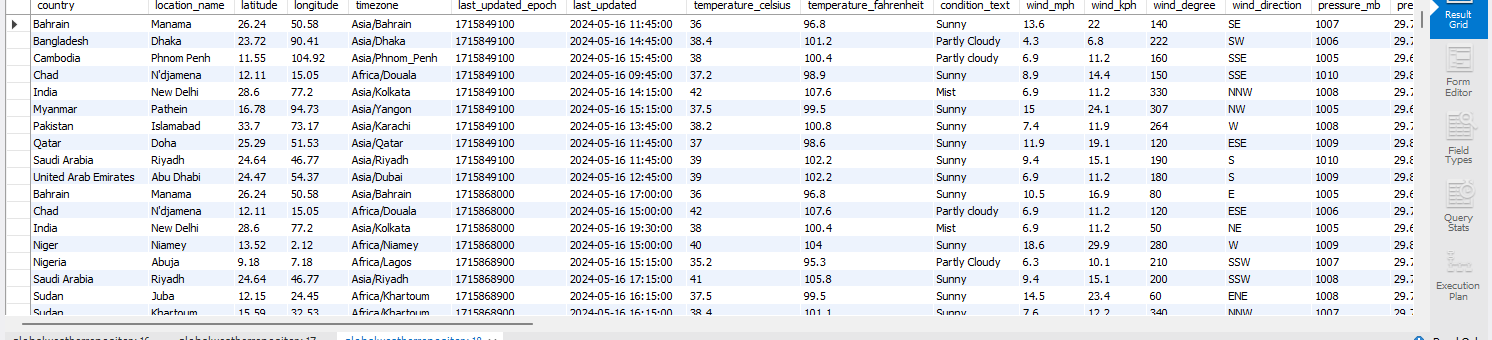 country location_name latitude longitude timezone last_updated_epoch last_updated temperature_celsius temperature_fahrenheit condition_text wind_mph wind_kph wind_degree wind_direction pressure_mb
Bahrain Manama 26.24 50.58 Asia/Bahrain 1715849100 2024-05-16 11:45:00 36 96.8 Sunny 13.6 22 140 SE 1007 29.7
Bangladesh Dhaka 23.72 90.41 Asia/Dhaka 1715849100 2024-05-16 14:45:00 38.4 101.2 Partly Cloudy 4.3 6.8 222 SW 1006 29.7
Cambodia Phnom Penh 11.55 104.92 Asia/Phnom_Penh 1715849100 2024-05-16 15:45:00 38 100.4 Partly cloudy 6.9 11.2 160 SSE 1005 29.6
Chad N'djamena 12.11 15.05 Africa/Douala 1715849100 2024-05-16 09:45:00 37.2 98.9 Sunny 8.9 14.4 150 SSE 1010 29.8
India New Delhi 28.6 77.2 Asia/Kolkata 1715849100 2024-05-16 14:15:00 42 107.6 Mist 6.9 11.2 330 NNW 1008 29.7
Myanmar Pathein 16.78 94.73 Asia/Yangon 1715849100 2024-05-16 15:15:00 37.5 99.5 Sunny 15 24.1 307 NW 1005 29.6
Pakistan Islamabad 33.7 73.17 Asia/Karachi 1715849100 2024-05-16 13:45:00 38.2 100.8 Sunny 7.4 11.9 264 W 1008 29.7
Qatar Doha 25.29 51.53 Asia/Qatar 1715849100 2024-05-16 11:45:00 37 98.6 Sunny 11.9 19.1 120 ESE 1009 29.8
Saudi Arabia Riyadh 24.64 46.77 Asia/Riyadh 1715849100 2024-05-16 11:45:00 39 102.2 Sunny 9.4 15.1 190 S 1010 29.8
United Arab Emirates Abu Dhabi 24.47 54.37 Asia/Dubai 1715849100 2024-05-16 12:45:00 39 102.2 Sunny 6.9 11.2 180 S 1009 29.8
Bahrain Manama 26.24 50.58 Asia/Bahrain 1715868000 2024-05-16 17:00:00 36 96.8 Sunny 10.5 16.9 80 E 1005 29.6
Chad N'djamena 12.11 15.05 Africa/Douala 1715868000 2024-05-16 15:00:00 42 107.6 Partly cloudy 6.9 11.2 120 ESE 1006 29.7
India New Delhi 28.6 77.2 Asia/Kolkata 1715868000 2024-05-16 19:30:00 38 100.4 Mist 6.9 11.2 50 NE 1005 29.6
Niger Niamey 13.52 2.12 Africa/Niamey 1715868000 2024-05-16 15:00:00 40 104 Sunny 18.6 29.9 280 W 1009 29.8
Nigeria Abuja 9.18 7.18 Africa/Lagos 1715868900 2024-05-16 15:15:00 35.2 95.3 Partly Cloudy 6.3 10.1 210 SSW 1007 29.7
Saudi Arabia Riyadh 24.64 46.77 Asia/Riyadh 1715868900 2024-05-16 17:15:00 41 105.8 Sunny 9.4 15.1 200 SSW 1008 29.7
Sudan Juba 12.15 24.45 Africa/Khartoum 1715868900 2024-05-16 16:15:00 37.5 99.5 Sunny 14.5 23.4 60 ENE 1008 29.7
Sudan Khartoum 15.59 32.53 Africa/Khartoum 1715868900 2024-05-16 16:15:00 38.4 101.1 Sunny 7.6 12.2 340 NNW 1007 29.7
Result
Grid
Form
Editor
Field
Types
Query
Stats
Execution
Plan